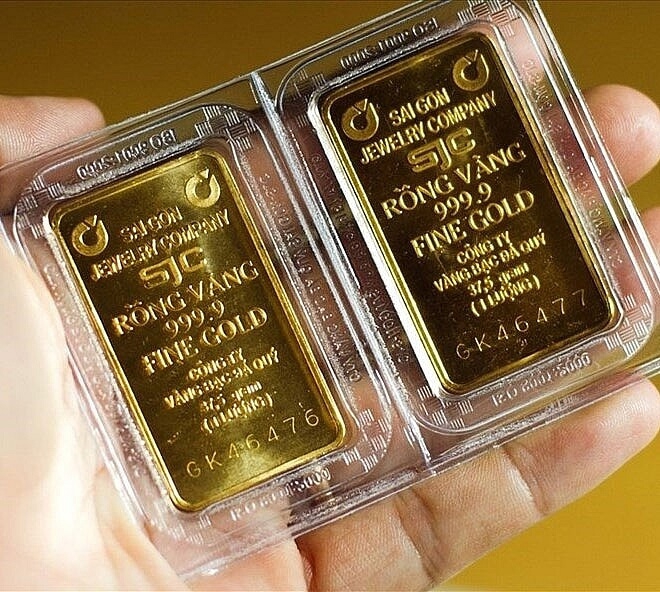 SAI GON
JEWELRY COMPANY
SJC
RỒNG VÀNG
999.9
FINE GOLD
CÔNG TY
VÀNG BẠC ĐÁ QUÝ
37,5 gam
(1 LƯỢNG)
GK46476
SAI GON
JEWELRY COMPANY
SJC
RỒNG VÀNG
999.9
FINE GOLD
CÔNG TY
VÀNG BẠC ĐÁ QUÝ
37,5 gam
(1 LƯỢNG)
GK46477